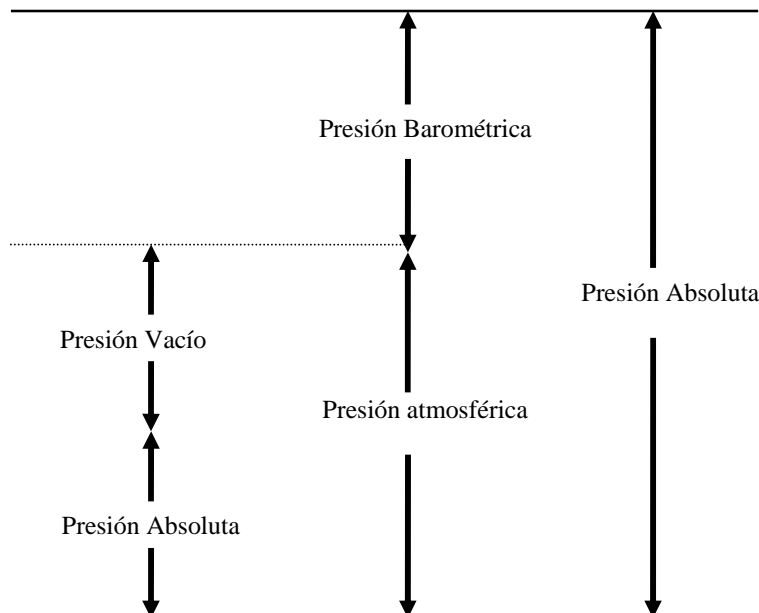 Presión Barométrica
Presión Absoluta
Presión Vacío
Presión atmosférica
Presión Absoluta